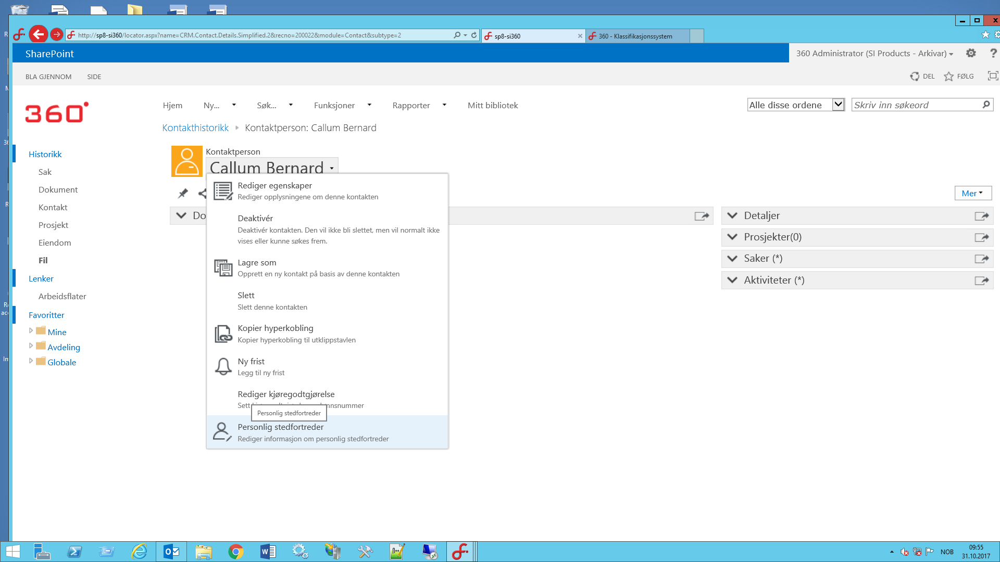 http://sp8-si360/locator.aspx?name=CRM.Contact.Details.Simplified.2&recno=200022&module=Contact&subtype=2
sp8-si360
360 - Klassifikasjonssystem
SharePoint
360 Administrator (SI Products - Arkivar)
BLA GJENNOM
SIDE
DEL
FØLG
360°
Hjem
Ny...
Søk...
Funksjoner
Rapporter
Mitt bibliotek
Alle disse ordene
Skriv inn søkeord
Kontakthistorikk
Kontaktperson: Callum Bernard
Historikk
Sak
Dokument
Kontakt
Prosjekt
Eiendom
Fil
Lenker
Arbeidsflater
Favoritter
Mine
Avdeling
Globale
Kontaktperson
Callum Bernard
Rediger egenskaper
Rediger opplysningene om denne kontakten
Deaktivér
Deaktivér kontakten. Den vil ikke bli slettet, men vil normalt ikke
vises eller kunne søkes frem.
Lagre som
Opprett en ny kontakt på basis av denne kontakten
Slett
Slett denne kontakten
Kopier hyperkobling
Kopier hyperkobling til utklippstavlen
Ny frist
Legg til ny frist
Rediger kjøregodtgjørelse
Personlig stedfortreder
Personlig stedfortreder
Rediger informasjon om personlig stedfortreder
Mer
Detaljer
Prosjekter(0)
Saker (*)
Aktiviteter (*)
NOB
09:55
31.10.2017